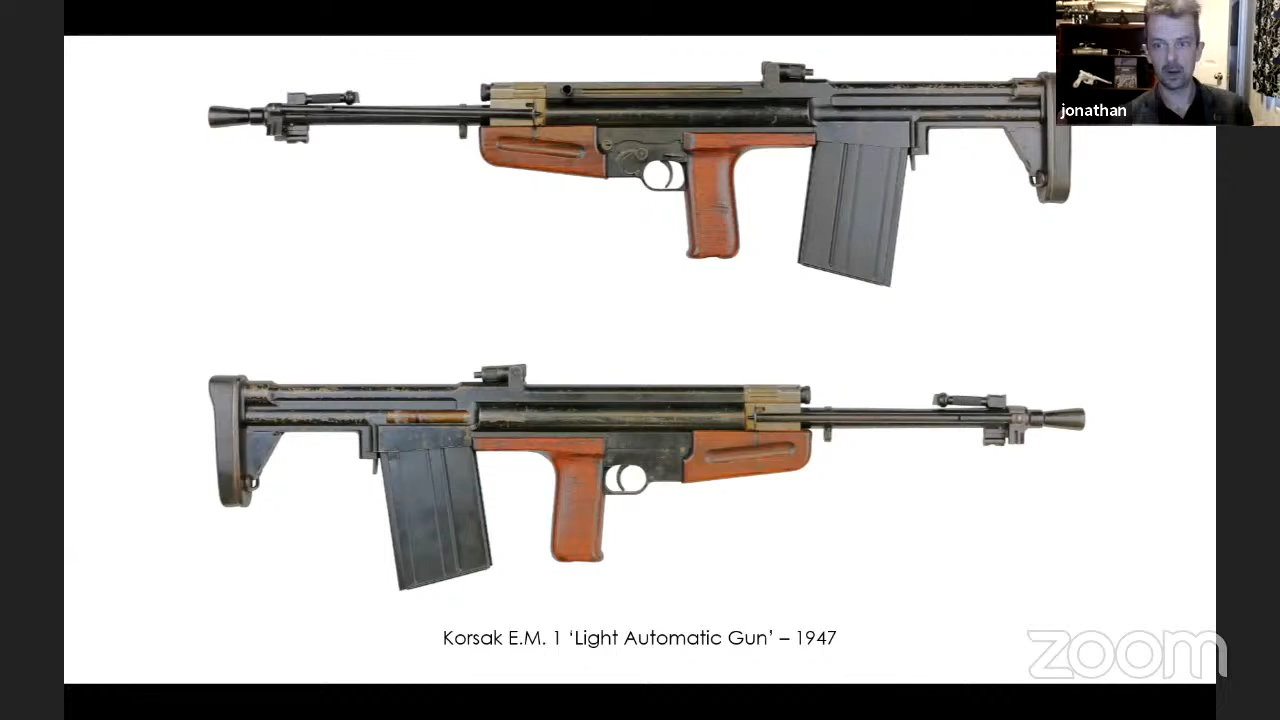 jonathan
Korsak E.M. 1 ‘Light Automatic Gun’ – 1947
zoom